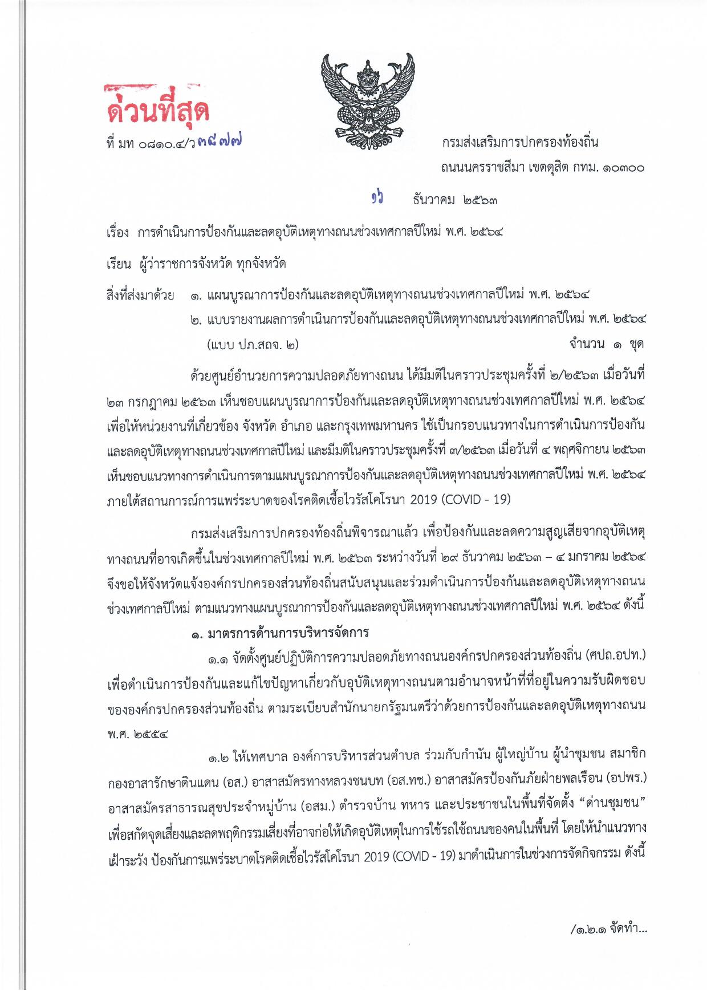 ด่วนที่สุด
ที่ มท ๐๘๑๐.๔/ว ๓๘๗๗
กรมส่งเสริมการปกครองท้องถิ่น
ถนนนครราชสีมา เขตดุสิต กทม. ๑๐๓๐๐
๑๖ ธันวาคม ๒๕๖๓
เรื่อง การดำเนินการป้องกันและลดอุบัติเหตุทางถนนช่วงเทศกาลปีใหม่ พ.ศ. ๒๕๖๔
เรียน ผู้ว่าราชการจังหวัด ทุกจังหวัด
สิ่งที่ส่งมาด้วย ๑. แผนบูรณาการป้องกันและลดอุบัติเหตุทางถนนช่วงเทศกาลปีใหม่ พ.ศ. ๒๕๖๔
๒. แบบรายงานผลการดำเนินการป้องกันและลดอุบัติเหตุทางถนนช่วงเทศกาลปีใหม่ พ.ศ. ๒๕๖๔
(แบบ ปภ.สถจ. ๒) จำนวน ๑ ชุด
ด้วยศูนย์อำนวยการความปลอดภัยทางถนน ได้มีมติในคราวประชุมครั้งที่ ๒/๒๕๖๓ เมื่อวันที่
๒๓ กรกฎาคม ๒๕๖๓ เห็นชอบแผนบูรณาการป้องกันและลดอุบัติเหตุทางถนนช่วงเทศกาลปีใหม่ พ.ศ. ๒๕๖๔
เพื่อให้หน่วยงานที่เกี่ยวข้อง จังหวัด อำเภอ และกรุงเทพมหานคร ใช้เป็นกรอบแนวทางในการดำเนินการป้องกัน
และลดอุบัติเหตุทางถนนช่วงเทศกาลปีใหม่ และมีมติในคราวประชุมครั้งที่ ๓/๒๕๖๓ เมื่อวันที่ ๔ พฤศจิกายน ๒๕๖๓
เห็นชอบแนวทางการดำเนินการตามแผนบูรณาการป้องกันและลดอุบัติเหตุทางถนนช่วงเทศกาลปีใหม่ พ.ศ. ๒๕๖๔
ภายใต้สถานการณ์การแพร่ระบาดของโรคติดเชื้อไวรัสโคโรนา 2019 (COVID - 19)
กรมส่งเสริมการปกครองท้องถิ่นพิจารณาแล้ว เพื่อป้องกันและลดความสูญเสียจากอุบัติเหตุ
ทางถนนที่อาจเกิดขึ้นในช่วงเทศกาลปีใหม่ พ.ศ. ๒๕๖๓ ระหว่างวันที่ ๒๙ ธันวาคม ๒๕๖๓ – ๔ มกราคม ๒๕๖๔
จึงขอให้จังหวัดแจ้งองค์กรปกครองส่วนท้องถิ่นสนับสนุนและร่วมดำเนินการป้องกันและลดอุบัติเหตุทางถนน
ช่วงเทศกาลปีใหม่ ตามแนวทางแผนบูรณาการป้องกันและลดอุบัติเหตุทางถนนช่วงเทศกาลปีใหม่ พ.ศ. ๒๕๖๔ ดังนี้
๑. มาตรการด้านการบริหารจัดการ
๑.๑ จัดตั้งศูนย์ปฏิบัติการความปลอดภัยทางถนนองค์กรปกครองส่วนท้องถิ่น (ศปถ.อปท.)
เพื่อดำเนินการป้องกันและแก้ไขปัญหาเกี่ยวกับอุบัติเหตุทางถนนตามอำนาจหน้าที่ที่อยู่ในความรับผิดชอบ
ขององค์กรปกครองส่วนท้องถิ่น ตามระเบียบสำนักนายกรัฐมนตรีว่าด้วยการป้องกันและลดอุบัติเหตุทางถนน
พ.ศ. ๒๕๕๔
๑.๒ ให้เทศบาล องค์การบริหารส่วนตำบล ร่วมกับกำนัน ผู้ใหญ่บ้าน ผู้นำชุมชน สมาชิก
กองอาสารักษาดินแดน (อส.) อาสาสมัครทางหลวงชนบท (อส.ทช.) อาสาสมัครป้องกันภัยฝ่ายพลเรือน (อปพร.)
อาสาสมัครสาธารณสุขประจำหมู่บ้าน (อสม.) ตำรวจบ้าน ทหาร และประชาชนในพื้นที่จัดตั้ง “ด่านชุมชน”
เพื่อสกัดจุดเสี่ยงและลดพฤติกรรมเสี่ยงที่อาจก่อให้เกิดอุบัติเหตุในการใช้รถใช้ถนนของคนในพื้นที่ โดยให้นำแนวทาง
เฝ้าระวัง ป้องกันการแพร่ระบาดโรคติดเชื้อไวรัสโคโรนา 2019 (COVID - 19) มาดำเนินการในช่วงการจัดกิจกรรม ดังนี้
/๑.๒.๑ จัดทำ...